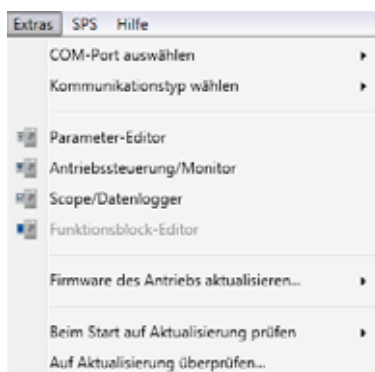 Extras SPS Hilfe
COM-Port auswählen
Kommunikationstyp wählen
Parameter-Editor
Antriebssteuerung/Monitor
Scope/Datenlogger
Funktionsblock-Editor
Firmware des Antriebs aktualisieren...
Beim Start auf Aktualisierung prüfen
Auf Aktualisierung überprüfen...